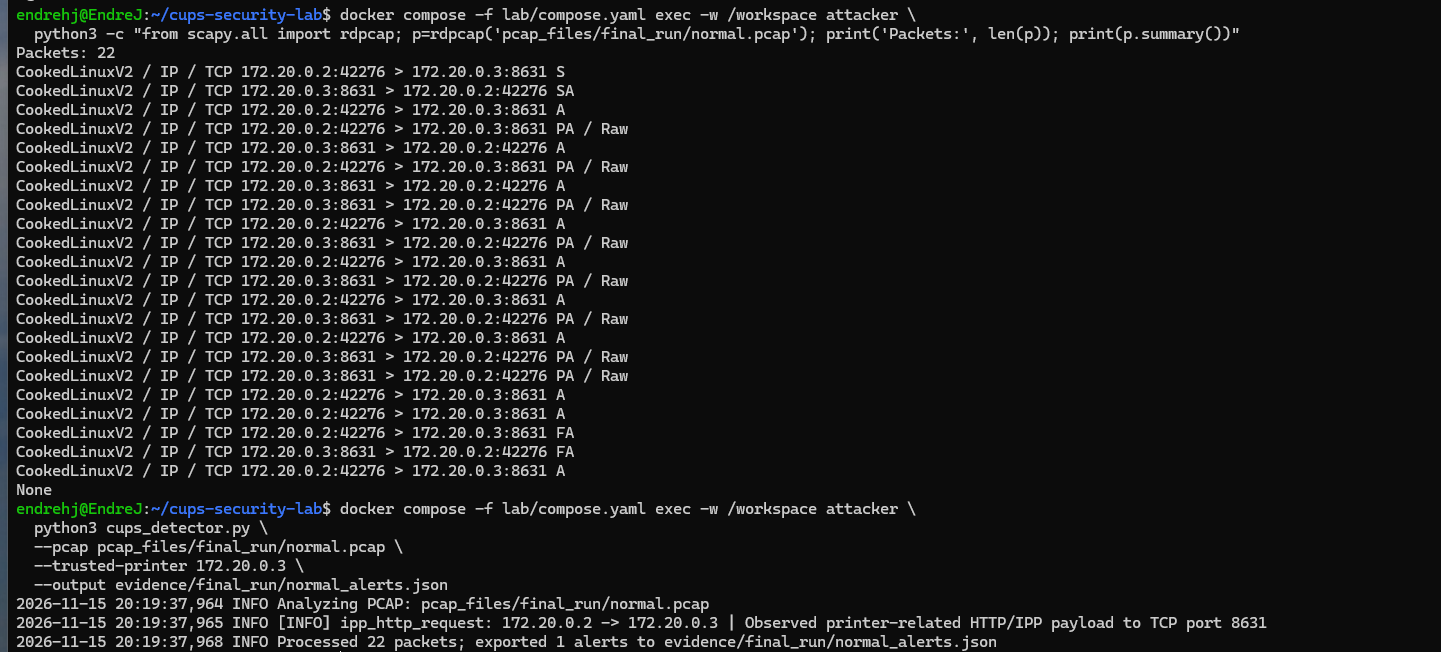 endrehj@EndreJ:~/cups-security-lab$ docker compose -f lab/compose.yaml exec -w /workspace attacker \
  python3 -c "from scapy.all import rdpcap; p=rdpcap('pcap_files/final_run/normal.pcap'); print('Packets:', len(p)); print(p.summary())"
Packets: 22
CookedLinuxV2 / IP / TCP 172.20.0.2:42276 > 172.20.0.3:8631 S
CookedLinuxV2 / IP / TCP 172.20.0.3:8631 > 172.20.0.2:42276 SA
CookedLinuxV2 / IP / TCP 172.20.0.2:42276 > 172.20.0.3:8631 A
CookedLinuxV2 / IP / TCP 172.20.0.2:42276 > 172.20.0.3:8631 PA / Raw
CookedLinuxV2 / IP / TCP 172.20.0.3:8631 > 172.20.0.2:42276 A
CookedLinuxV2 / IP / TCP 172.20.0.2:42276 > 172.20.0.3:8631 PA / Raw
CookedLinuxV2 / IP / TCP 172.20.0.3:8631 > 172.20.0.2:42276 A
CookedLinuxV2 / IP / TCP 172.20.0.3:8631 > 172.20.0.2:42276 PA / Raw
CookedLinuxV2 / IP / TCP 172.20.0.2:42276 > 172.20.0.3:8631 A
CookedLinuxV2 / IP / TCP 172.20.0.3:8631 > 172.20.0.2:42276 PA / Raw
CookedLinuxV2 / IP / TCP 172.20.0.2:42276 > 172.20.0.3:8631 A
CookedLinuxV2 / IP / TCP 172.20.0.3:8631 > 172.20.0.2:42276 PA / Raw
CookedLinuxV2 / IP / TCP 172.20.0.2:42276 > 172.20.0.3:8631 A
CookedLinuxV2 / IP / TCP 172.20.0.3:8631 > 172.20.0.2:42276 PA / Raw
CookedLinuxV2 / IP / TCP 172.20.0.2:42276 > 172.20.0.3:8631 A
CookedLinuxV2 / IP / TCP 172.20.0.3:8631 > 172.20.0.2:42276 PA / Raw
CookedLinuxV2 / IP / TCP 172.20.0.3:8631 > 172.20.0.2:42276 PA / Raw
CookedLinuxV2 / IP / TCP 172.20.0.2:42276 > 172.20.0.3:8631 A
CookedLinuxV2 / IP / TCP 172.20.0.2:42276 > 172.20.0.3:8631 A
CookedLinuxV2 / IP / TCP 172.20.0.2:42276 > 172.20.0.3:8631 FA
CookedLinuxV2 / IP / TCP 172.20.0.3:8631 > 172.20.0.2:42276 FA
CookedLinuxV2 / IP / TCP 172.20.0.2:42276 > 172.20.0.3:8631 A
None
endrehj@EndreJ:~/cups-security-lab$ docker compose -f lab/compose.yaml exec -w /workspace attacker \
  python3 cups_detector.py \
  --pcap pcap_files/final_run/normal.pcap \
  --trusted-printer 172.20.0.3 \
  --output evidence/final_run/normal_alerts.json
2026-11-15 20:19:37,964 INFO Analyzing PCAP: pcap_files/final_run/normal.pcap
2026-11-15 20:19:37,965 INFO [INFO] ipp_http_request: 172.20.0.2 -> 172.20.0.3 | Observed printer-related HTTP/IPP payload to TCP port 8631
2026-11-15 20:19:37,968 INFO Processed 22 packets; exported 1 alerts to evidence/final_run/normal_alerts.json